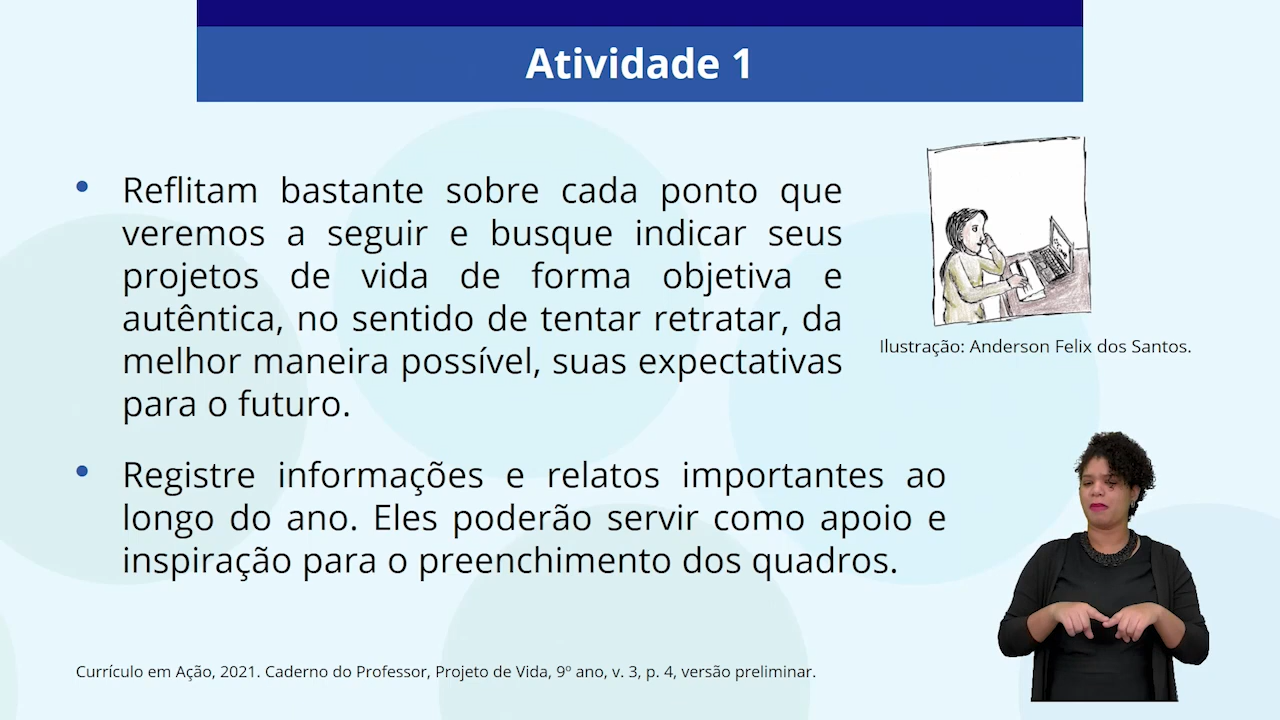 Atividade 1
Reflitam bastante sobre cada ponto que
veremos a seguir e busque indicar seus
projetos de vida de forma objetiva e
autêntica, no sentido de tentar retratar, da
melhor maneira possível, suas expectativas
para o futuro.
Ilustração: Anderson Felix dos Santos.
Registre informações e relatos importantes ao
longo do ano. Eles poderão servir como apoio e
inspiração para o preenchimento dos quadros.
Currículo em Ação, 2021. Caderno do Professor, Projeto de Vida, 9º ano, v. 3, p. 4, versão preliminar.